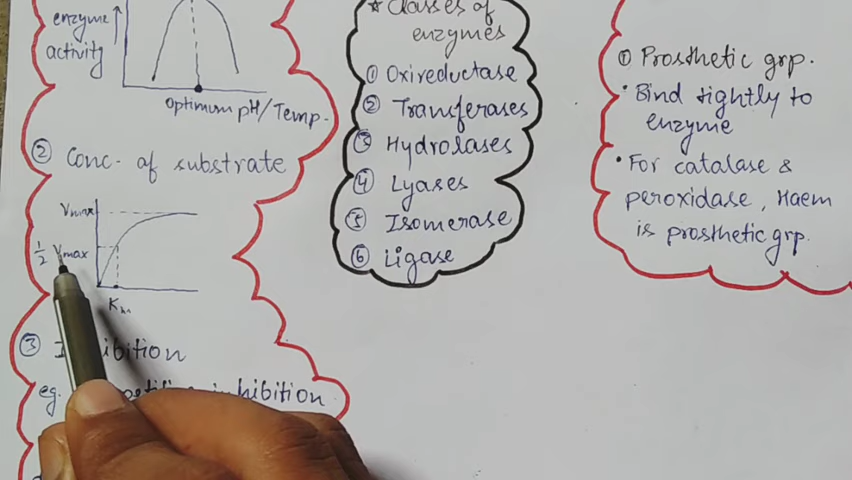 enzyme
activity
optimum pH/Temp.
② Conc. of substrate
Vmax
1/2 Vmax
Km
③
eg.
inhibition
* Classes of
enzymes
① Oxireductase
② Transferases
③ Hydrolases
④ Lyases
⑤ Isomerase
⑥ Ligase
① Prosthetic grp.
• Bind tightly to
enzyme
• For catalase &
peroxidase, Haem
is prosthetic grp.